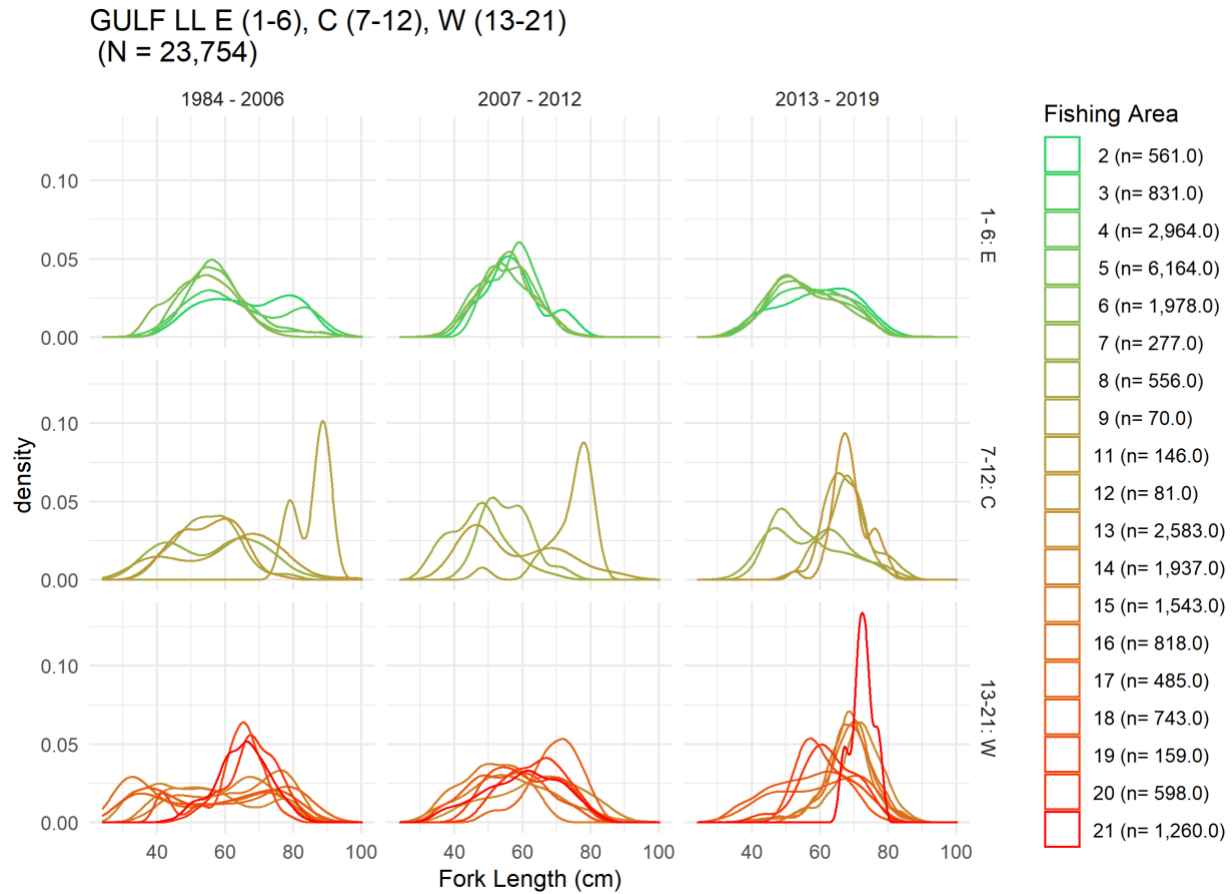 GULF LL E (1-6), C (7-12), W (13-21)
(N = 23,754)
1984 - 2006
2007 - 2012
2013 - 2019
0.10
0.05
0.00
1- 6: E
0.10
0.05
0.00
7-12: C
0.10
0.05
0.00
13-21: W
density
40 60 80 100
40 60 80 100
40 60 80 100
Fork Length (cm)
Fishing Area
2 (n= 561.0)
3 (n= 831.0)
4 (n= 2,964.0)
5 (n= 6,164.0)
6 (n= 1,978.0)
7 (n= 277.0)
8 (n= 556.0)
9 (n= 70.0)
11 (n= 146.0)
12 (n= 81.0)
13 (n= 2,583.0)
14 (n= 1,937.0)
15 (n= 1,543.0)
16 (n= 818.0)
17 (n= 485.0)
18 (n= 743.0)
19 (n= 159.0)
20 (n= 598.0)
21 (n= 1,260.0)